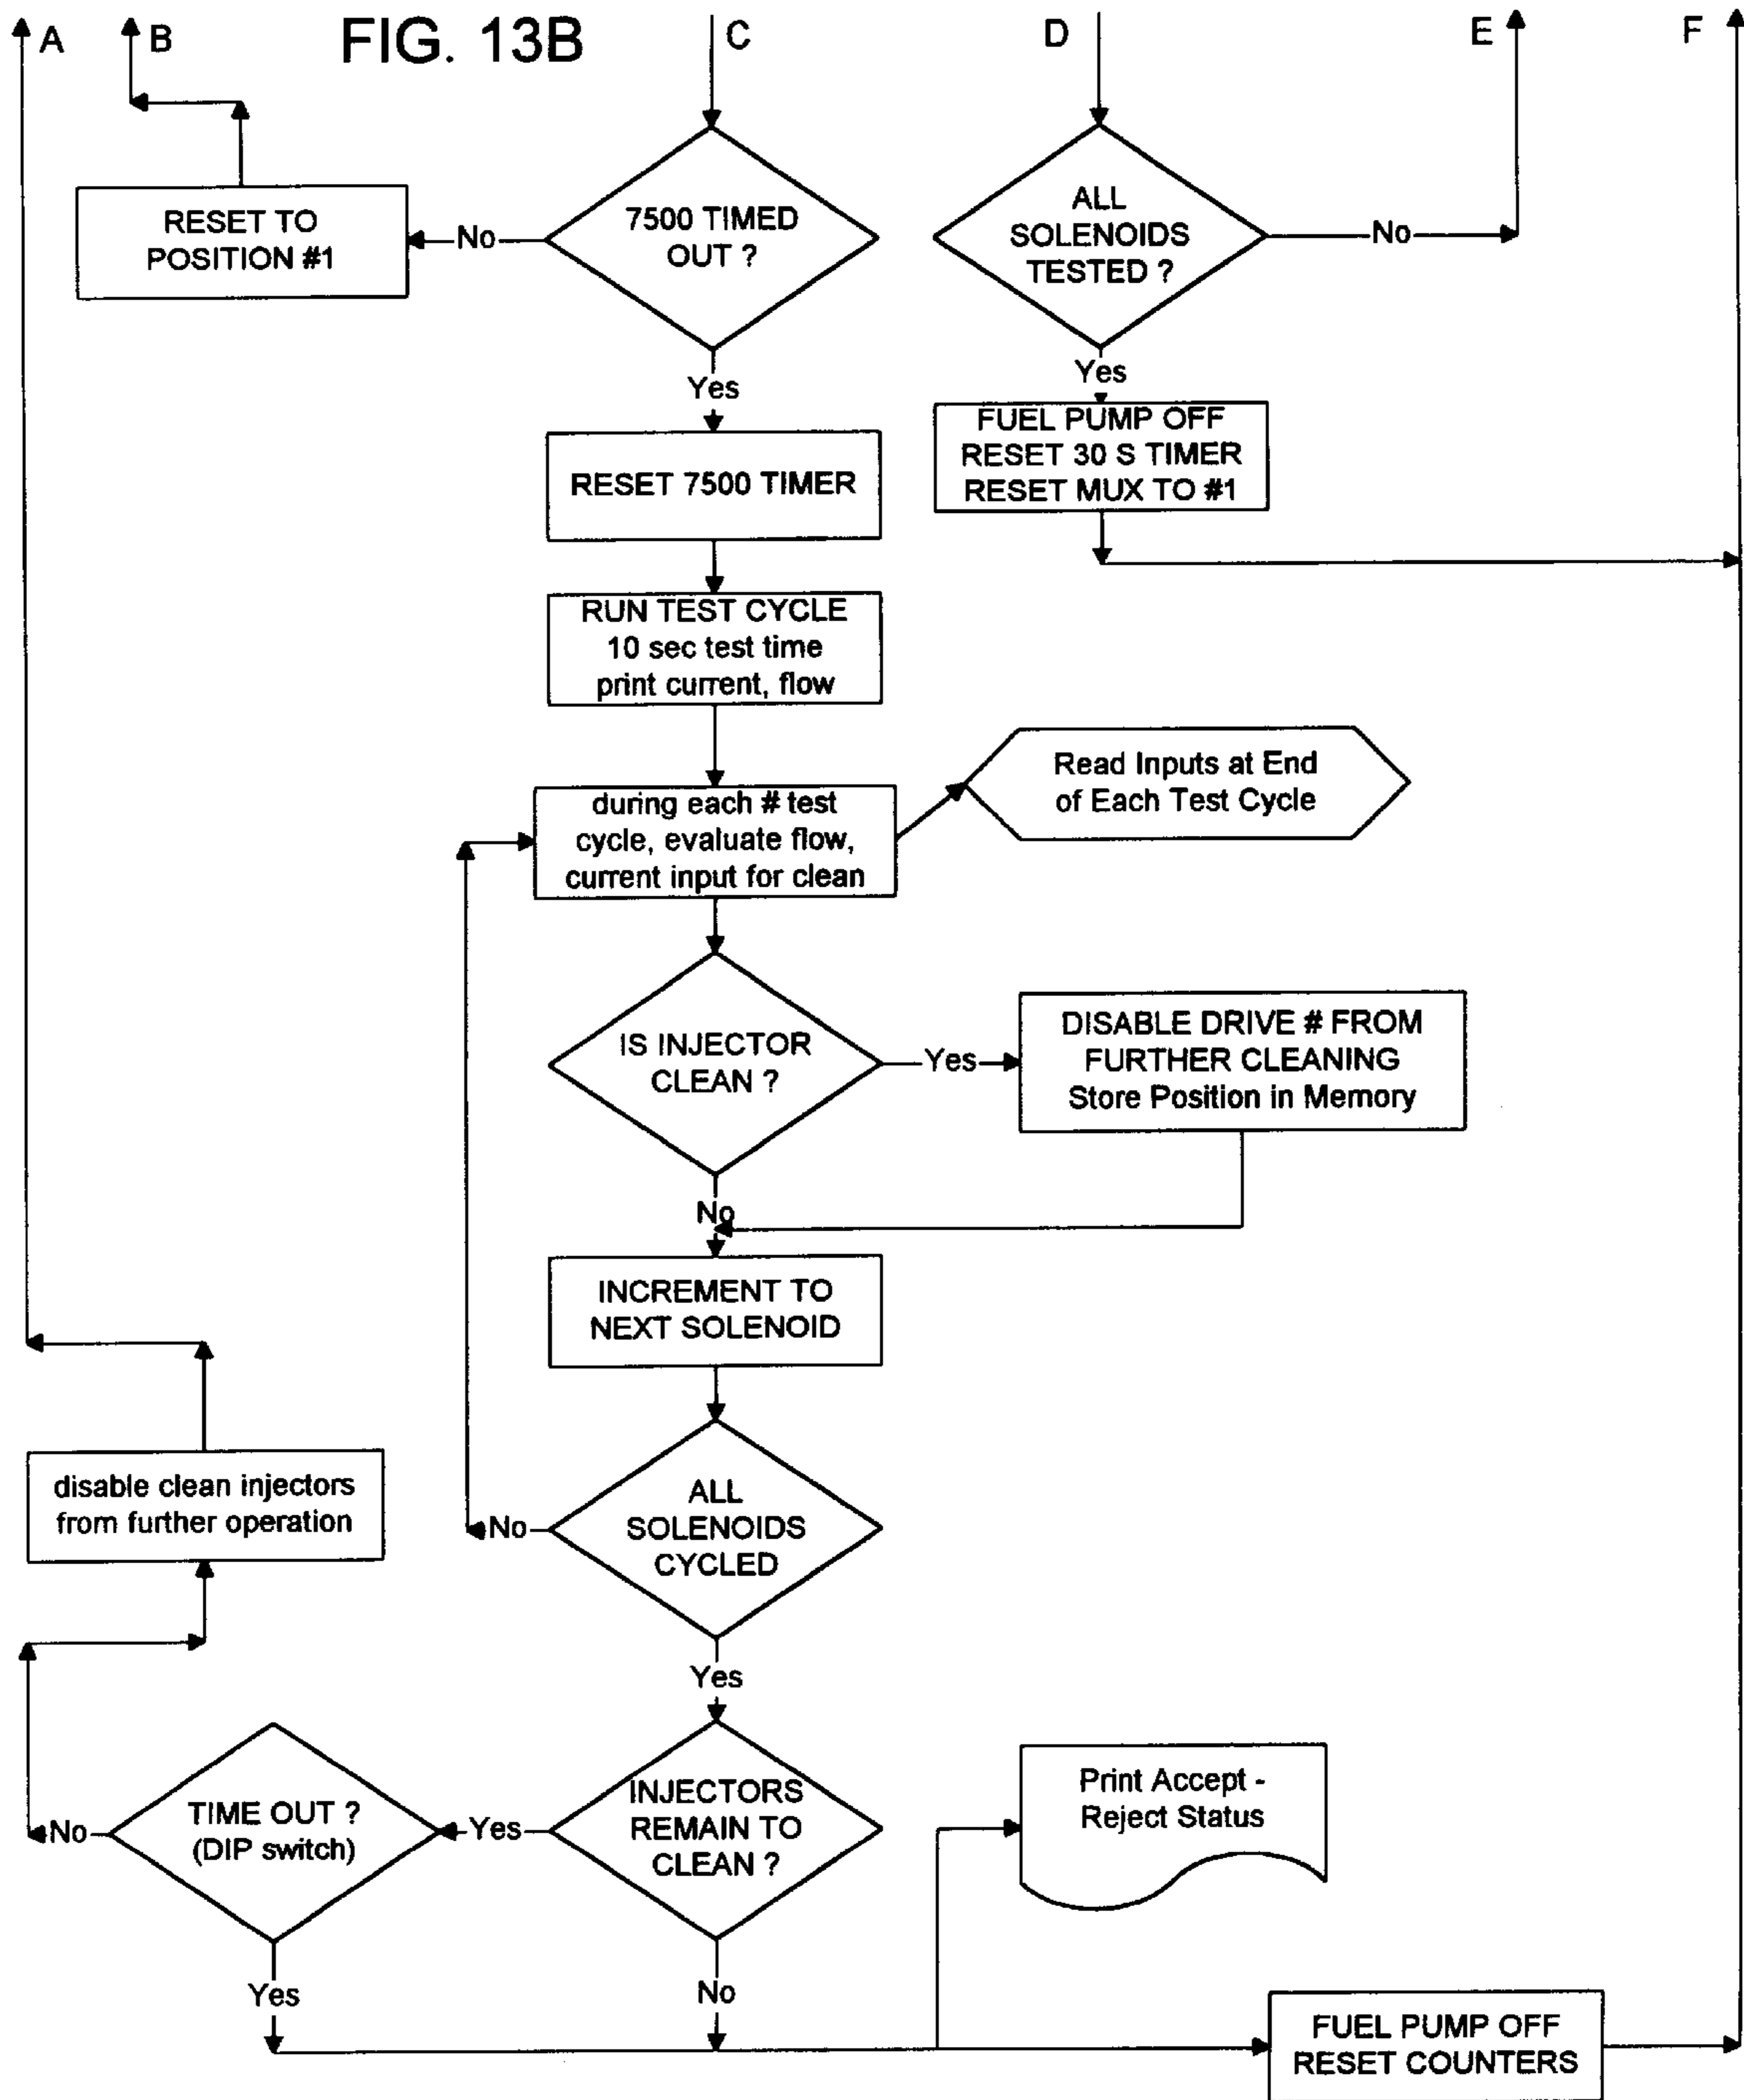 A
B
FIG. 13B
C
D
E
F
RESET TO
POSITION #1
No
7500 TIMED
OUT ?
ALL
SOLENOIDS
TESTED ?
No
Yes
Yes
RESET 7500 TIMER
FUEL PUMP OFF
RESET 30 S TIMER
RESET MUX TO #1
RUN TEST CYCLE
10 sec test time
print current, flow
during each # test
cycle, evaluate flow,
current input for clean
Read Inputs at End
of Each Test Cycle
IS INJECTOR
CLEAN ?
Yes
DISABLE DRIVE # FROM
FURTHER CLEANING
Store Position in Memory
No
INCREMENT TO
NEXT SOLENOID
disable clean injectors
from further operation
No
ALL
SOLENOIDS
CYCLED
Yes
No
TIME OUT ?
(DIP switch)
Yes
INJECTORS
REMAIN TO
CLEAN ?
Print Accept -
Reject Status
Yes
No
FUEL PUMP OFF
RESET COUNTERS